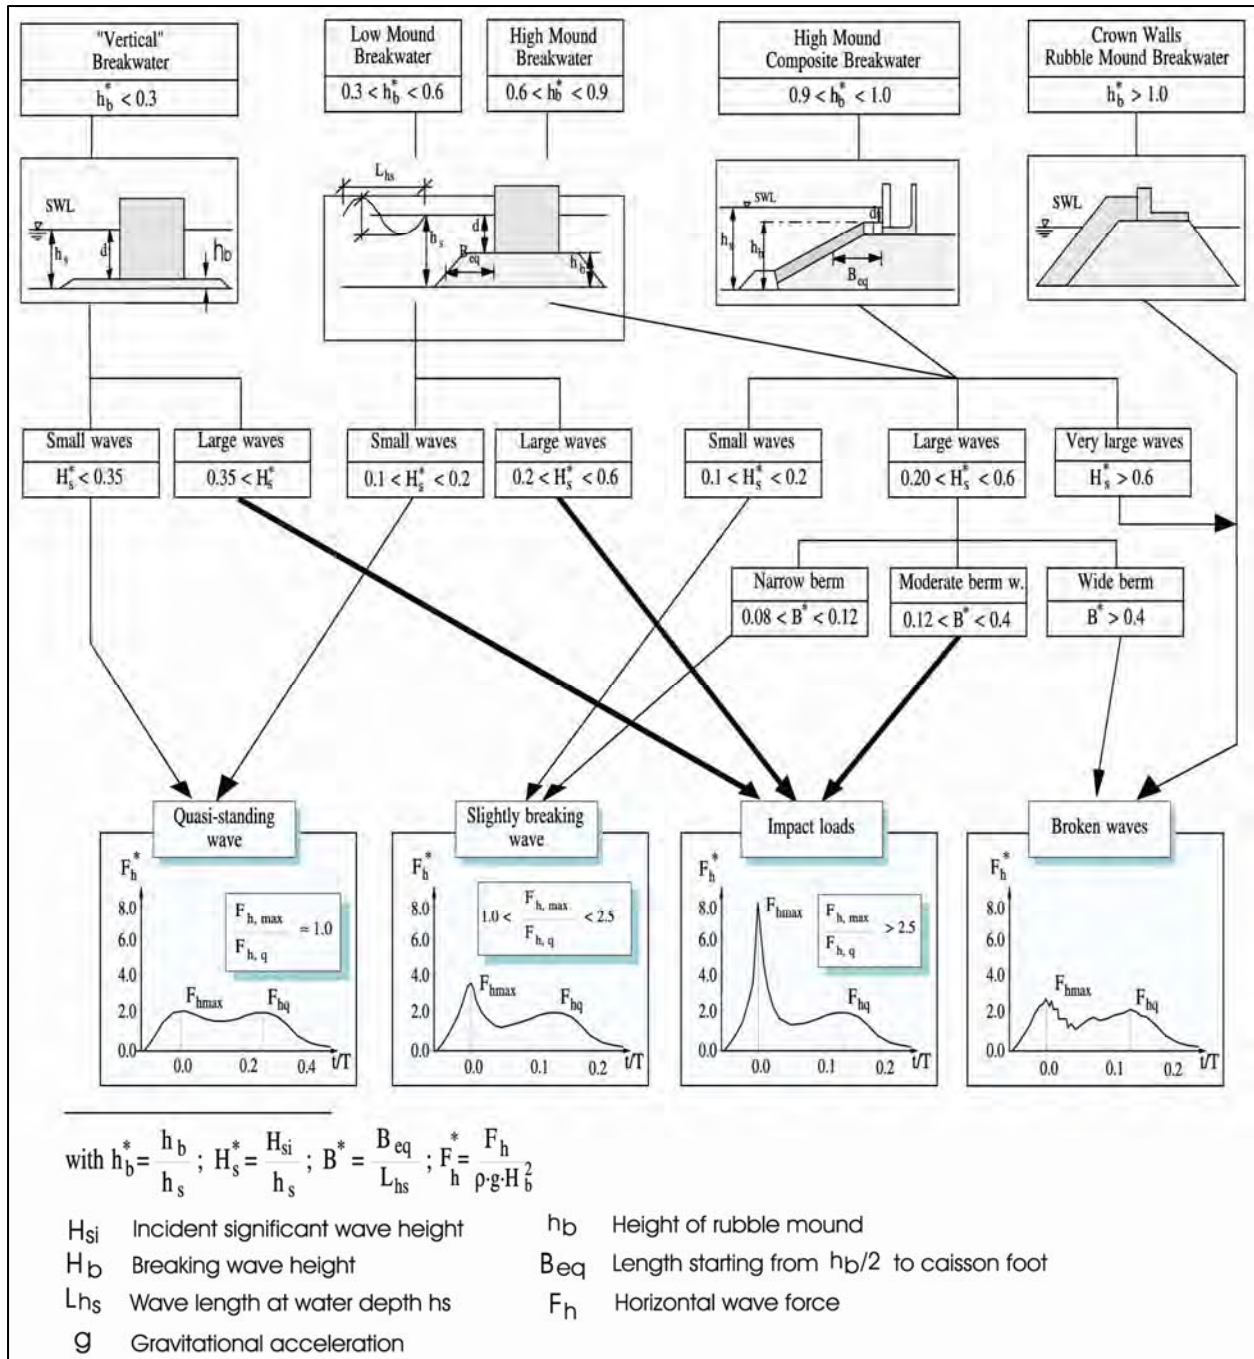 "Vertical"
Breakwater
h*b < 0.3
Low Mound
Breakwater
0.3 < h*b < 0.6
High Mound
Breakwater
0.6 < h*b < 0.9
High Mound
Composite Breakwater
0.9 < h*b < 1.0
Crown Walls
Rubble Mound Breakwater
h*b > 1.0
SWL
hs
d
hb
Lhs
d
hs
Beq
hb
SWL
d
hs
hb
Beq
SWL
Small waves
H*s < 0.35
Large waves
0.35 < H*s
Small waves
0.1 < H*s < 0.2
Large waves
0.2 < H*s < 0.6
Small waves
0.1 < H*s < 0.2
Large waves
0.20 < H*s < 0.6
Very large waves
H*s > 0.6
Narrow berm
0.08 < B* < 0.12
Moderate berm w.
0.12 < B* < 0.4
Wide berm
B* > 0.4
Quasi-standing
wave
Fh*
8.0
6.0
4.0
2.0
0.0
Fh, max
Fh, q
= 1.0
Fhmax
Fhq
0.0 0.2 0.4 t/T
Slightly breaking
wave
Fh*
8.0
6.0
4.0
2.0
0.0
1.0 < Fh, max
Fh, q
< 2.5
Fhmax
Fhq
0.0 0.1 0.2 t/T
Impact loads
Fh*
8.0
6.0
4.0
2.0
0.0
Fhmax
Fh, max
Fh, q
> 2.5
Fhq
0.0 0.1 0.2 t/T
Broken waves
Fh*
8.0
6.0
4.0
2.0
0.0
Fhmax
Fhq
0.0 0.1 0.2 t/T
with h*b = hb / hs ; H*s = Hsi / hs ; B* = Beq / Lhs ; F*h = Fh / ρ·g·H²b
Hsi Incident significant wave height
hb Height of rubble mound
Hb Breaking wave height
Beq Length starting from hb/2 to caisson foot
Lhs Wave length at water depth hs
Fh Horizontal wave force
g Gravitational acceleration